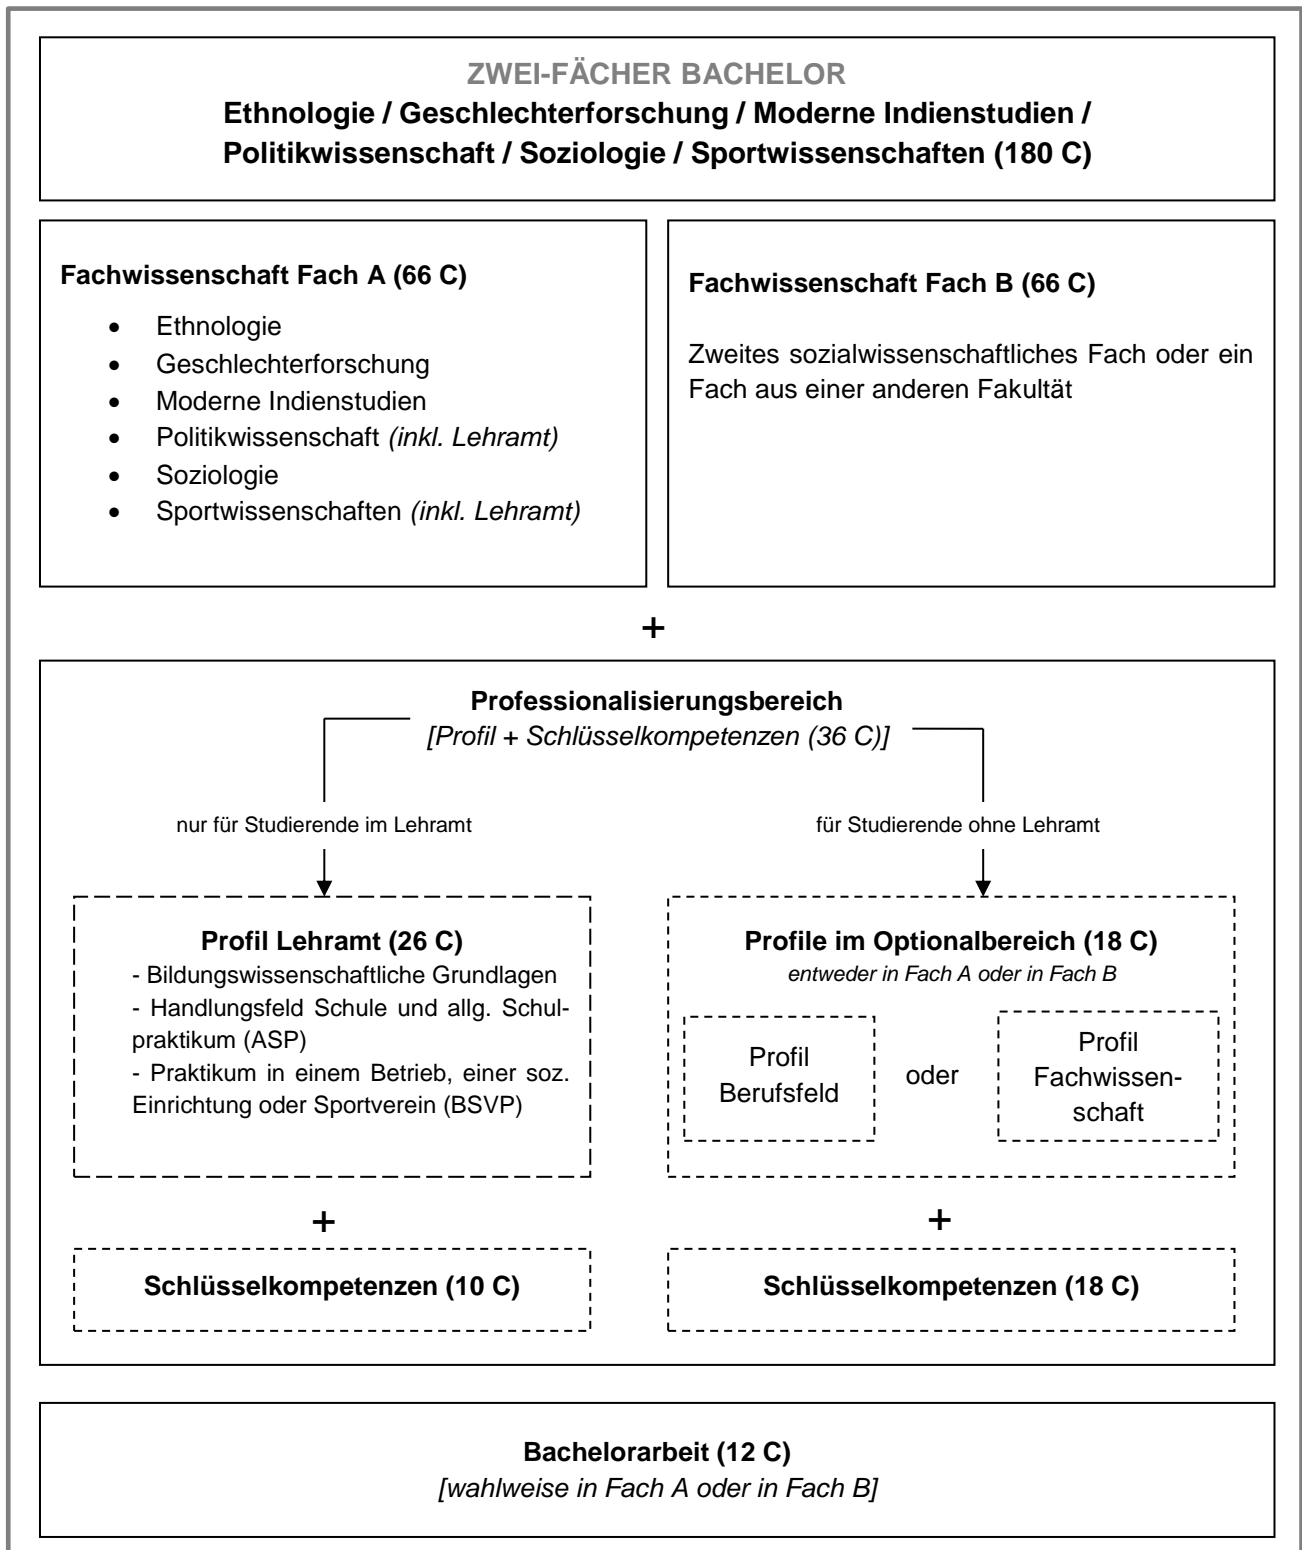 ZWEI-FÄCHER BACHELOR
Ethnologie / Geschlechterforschung / Moderne Indienstudien /
Politikwissenschaft / Soziologie / Sportwissenschaften (180 C)
Fachwissenschaft Fach A (66 C)
• Ethnologie
• Geschlechterforschung
• Moderne Indienstudien
• Politikwissenschaft (inkl. Lehramt)
• Soziologie
• Sportwissenschaften (inkl. Lehramt)
Fachwissenschaft Fach B (66 C)
Zweites sozialwissenschaftliches Fach oder ein
Fach aus einer anderen Fakultät
+
Professionalisierungsbereich
[Profil + Schlüsselkompetenzen (36 C)]
nur für Studierende im Lehramt
Profil Lehramt (26 C)
- Bildungswissenschaftliche Grundlagen
- Handlungsfeld Schule und allg. Schul-
praktikum (ASP)
- Praktikum in einem Betrieb, einer soz.
Einrichtung oder Sportverein (BSVP)
+
Schlüsselkompetenzen (10 C)
für Studierende ohne Lehramt
Profile im Optionalbereich (18 C)
entweder in Fach A oder in Fach B
Profil
Berufsfeld
oder
Profil
Fachwissen-
schaft
+
Schlüsselkompetenzen (18 C)
Bachelorarbeit (12 C)
[wahlweise in Fach A oder in Fach B]